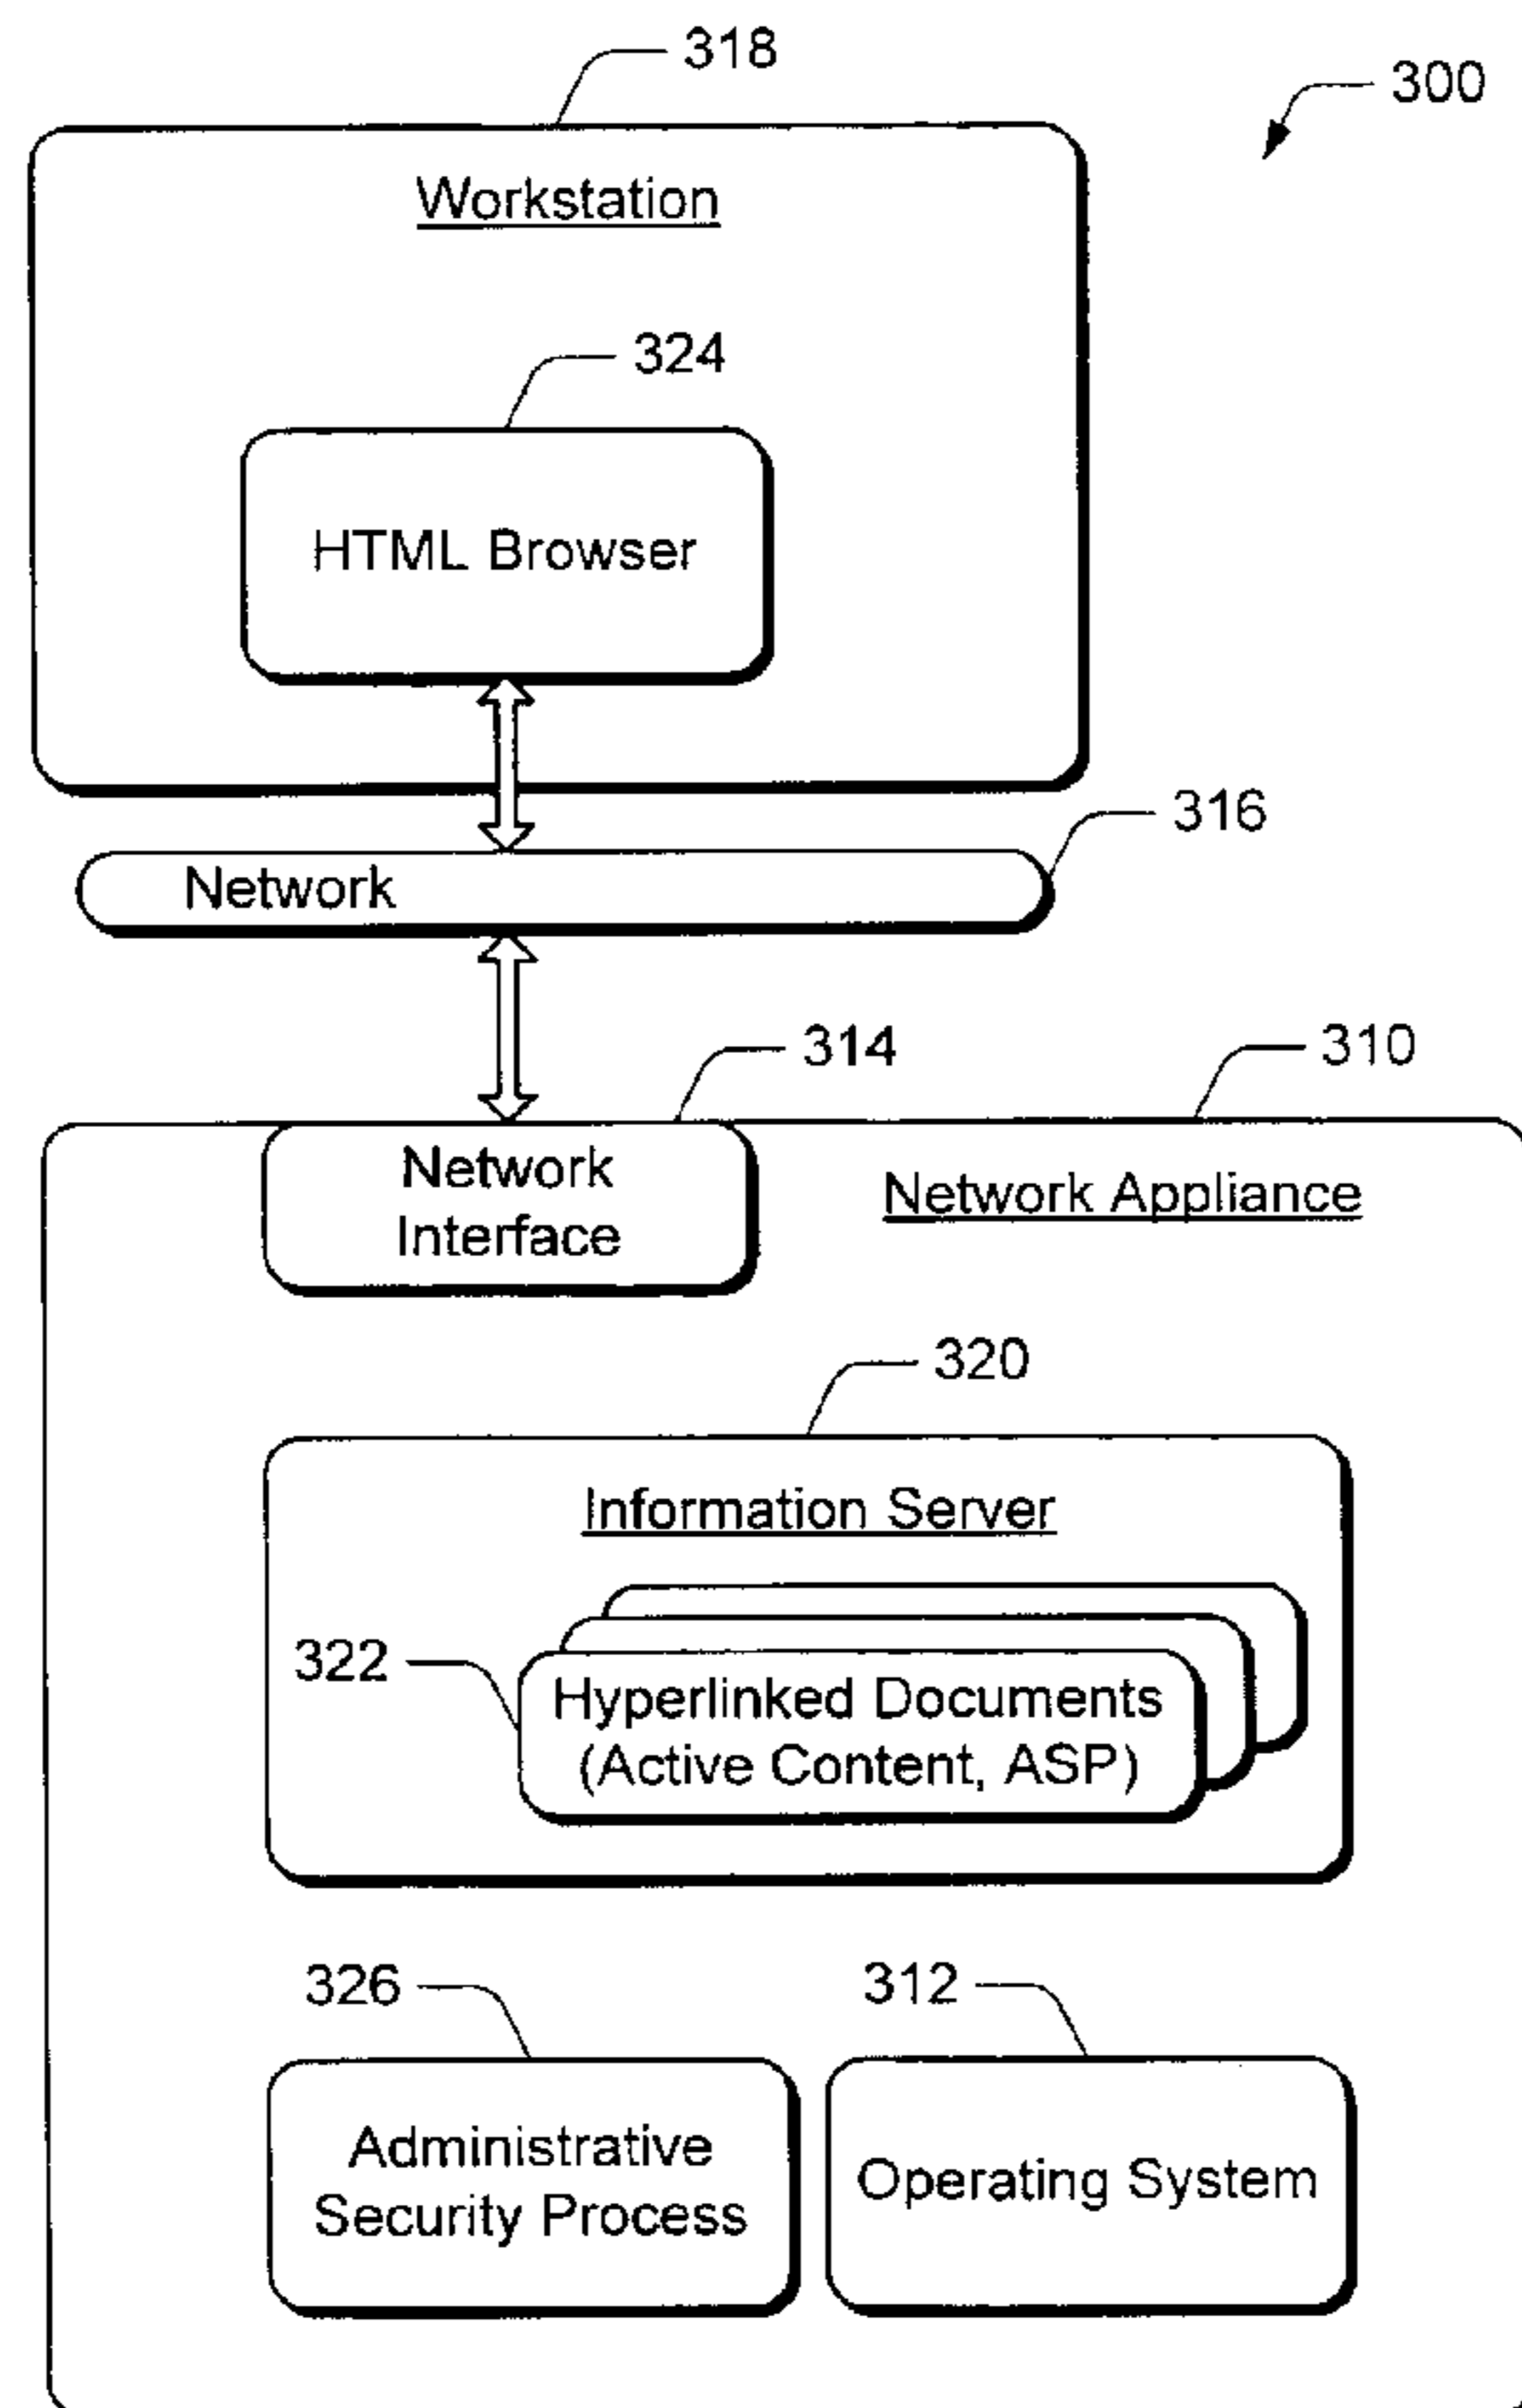 318
300
Workstation
324
HTML Browser
316
Network
314
310
Network
Interface
Network Appliance
320
Information Server
322
Hyperlinked Documents
(Active Content, ASP)
326
312
Administrative
Security Process
Operating System